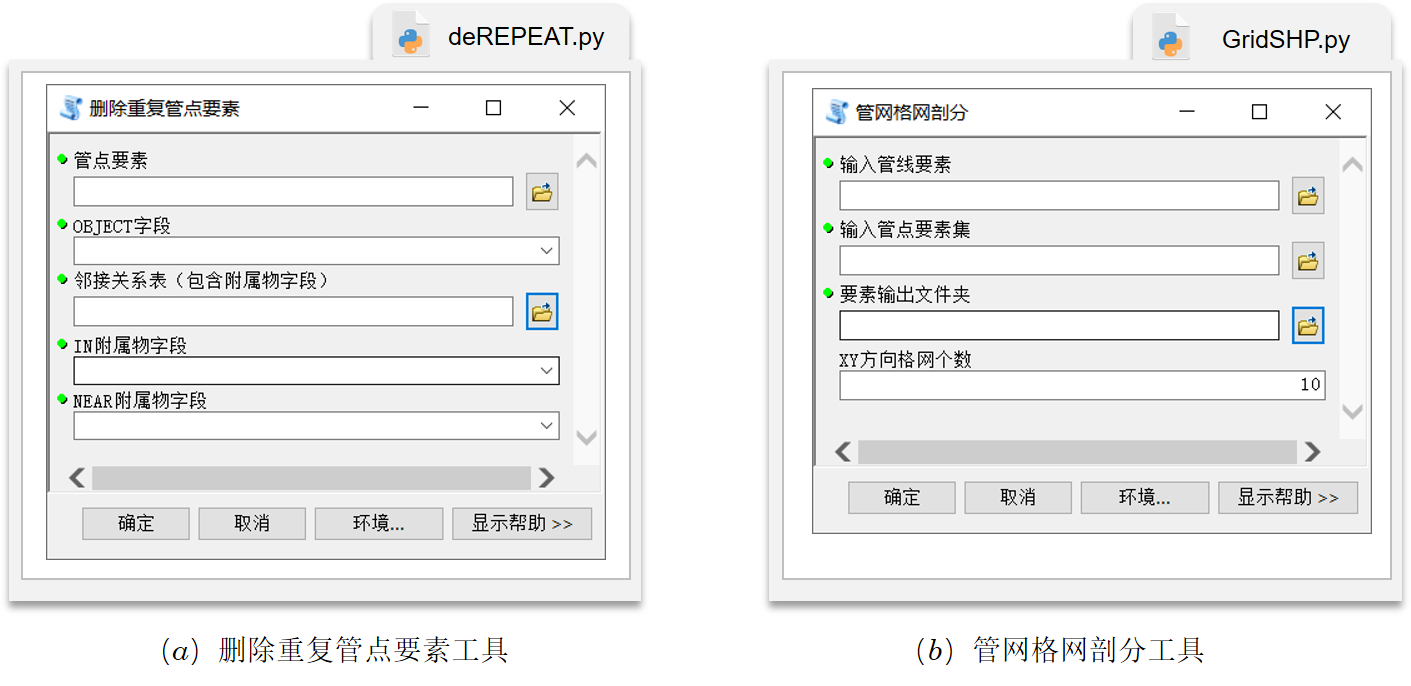 deREPEAT.py
删除重复管点要素
管点要素
OBJECT字段
邻接关系表（包含附属物字段）
IN附属物字段
NEAR附属物字段
确定
取消
环境...
显示帮助 >>
(a) 删除重复管点要素工具
GridSHP.py
管网格网剖分
输入管线要素
输入管点要素集
要素输出文件夹
XY方向格网个数
10
确定
取消
环境...
显示帮助 >>
(b) 管网格网剖分工具